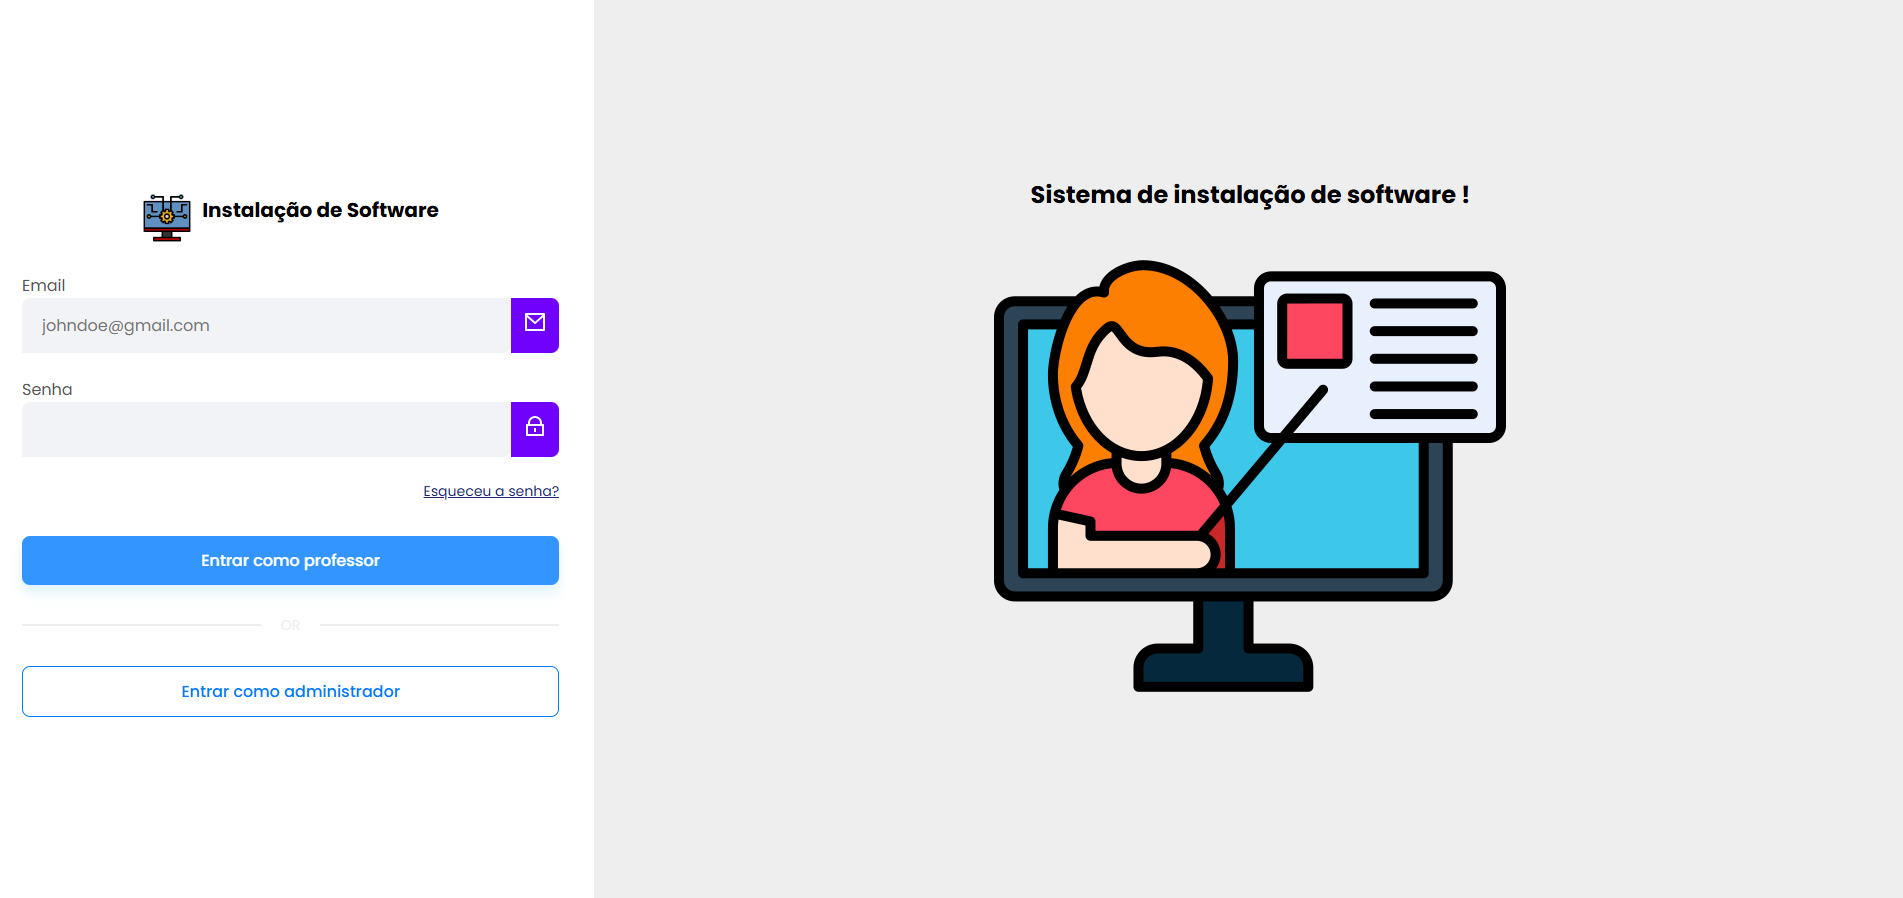 Instalação de Software
Email
johndoe@gmail.com
Senha
Esqueceu a senha?
Entrar como professor
OR
Entrar como administrador
Sistema de instalação de software !